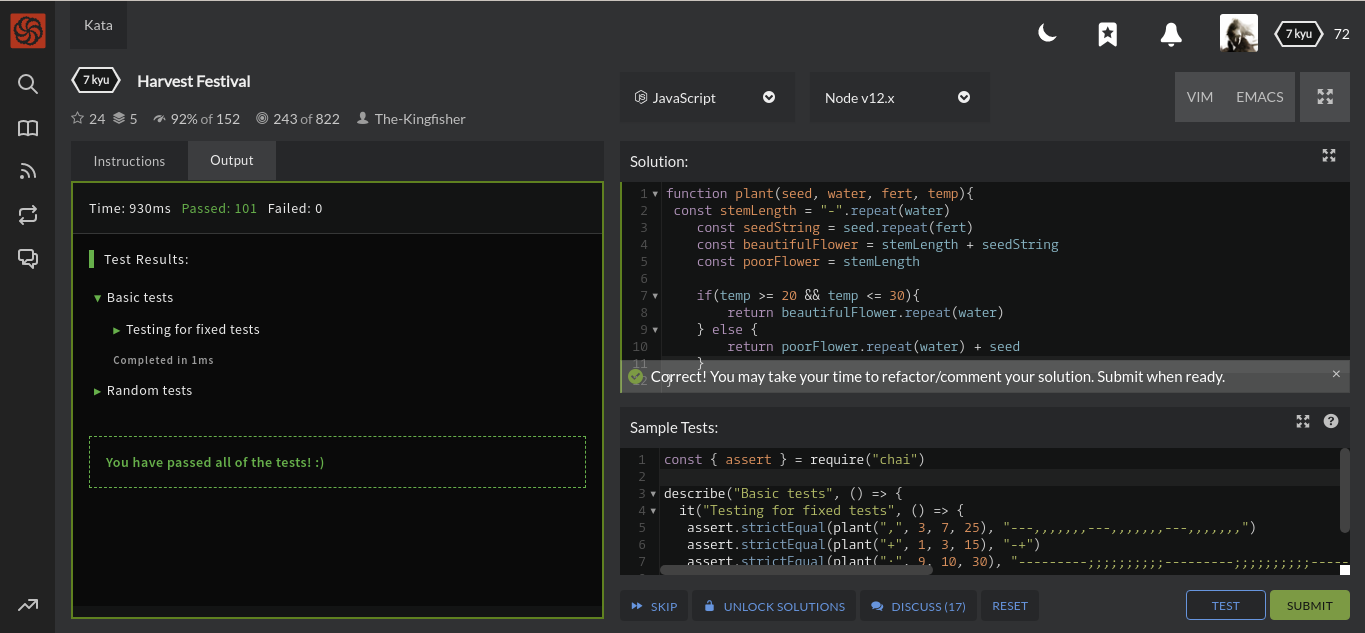 Kata
7 kyu
72
7 kyu
Harvest Festival
24
5
92% of 152
243 of 822
The-Kingfisher
JavaScript
Node v12.x
VIM
EMACS
Instructions
Output
Time: 930ms Passed: 101 Failed: 0
Test Results:
▼ Basic tests
▶ Testing for fixed tests
Completed in 1ms
▶ Random tests
You have passed all of the tests! :)
Solution:
1 function plant(seed, water, fert, temp){
2 const stemLength = "-".repeat(water)
3 const seedString = seed.repeat(fert)
4 const beautifulFlower = stemLength + seedString
5 const poorFlower = stemLength
6
7 if(temp >= 20 && temp <= 30){
8 return beautifulFlower.repeat(water)
9 } else {
10 return poorFlower.repeat(water) + seed
11 }
Correct! You may take your time to refactor/comment your solution. Submit when ready.
Sample Tests:
1 const { assert } = require("chai")
2
3 describe("Basic tests", () => {
4 it("Testing for fixed tests", () => {
5 assert.strictEqual(plant(",", 3, 7, 25), "---,,,,,,,---,,,,,,,---,,,,,,,")
6 assert.strictEqual(plant("+", 1, 3, 15), "-+")
7 assert.strictEqual(plant(";", 9, 10, 30), "---------;;;;;;;;;;---------;;;;;;;;;;-----
SKIP
UNLOCK SOLUTIONS
DISCUSS (17)
RESET
TEST
SUBMIT